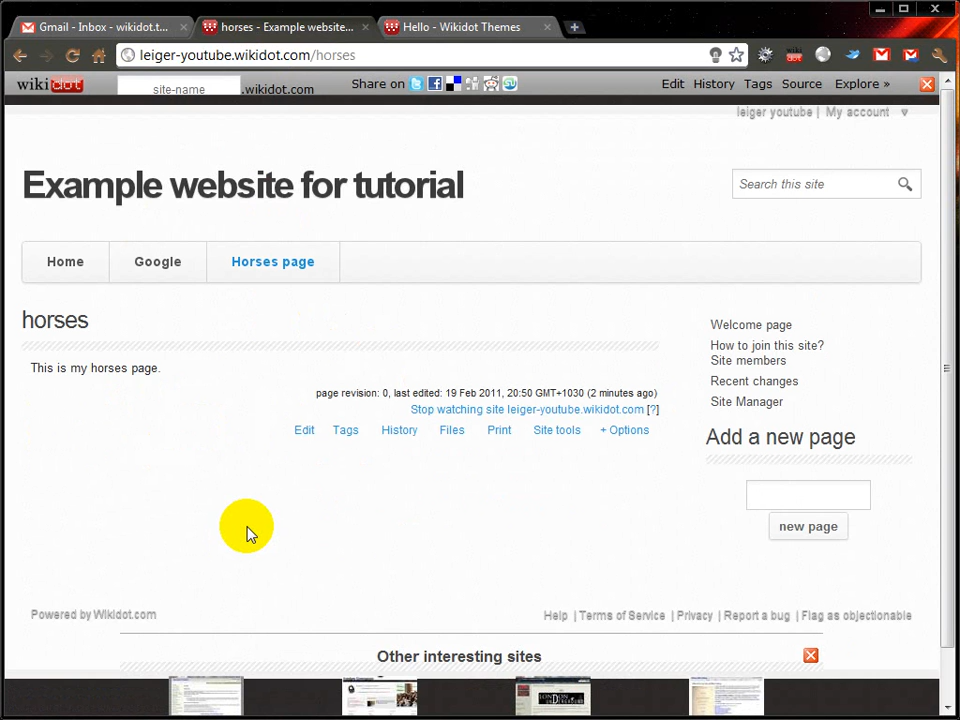 Gmail - Inbox - wikidot.t...
horses - Example website...
Hello - Wikidot Themes
leiger-youtube.wikidot.com/horses
wikidot
site-name
.wikidot.com
Share on
Edit
History
Tags
Source
Explore »
leiger youtube | My account ▼
Example website for tutorial
Search this site
Home
Google
Horses page
horses
This is my horses page.
page revision: 0, last edited: 19 Feb 2011, 20:50 GMT+1030 (2 minutes ago)
Stop watching site leiger-youtube.wikidot.com [?]
Edit
Tags
History
Files
Print
Site tools
+ Options
Welcome page
How to join this site?
Site members
Recent changes
Site Manager
Add a new page
new page
Powered by Wikidot.com
Help | Terms of Service | Privacy | Report a bug | Flag as objectionable
Other interesting sites